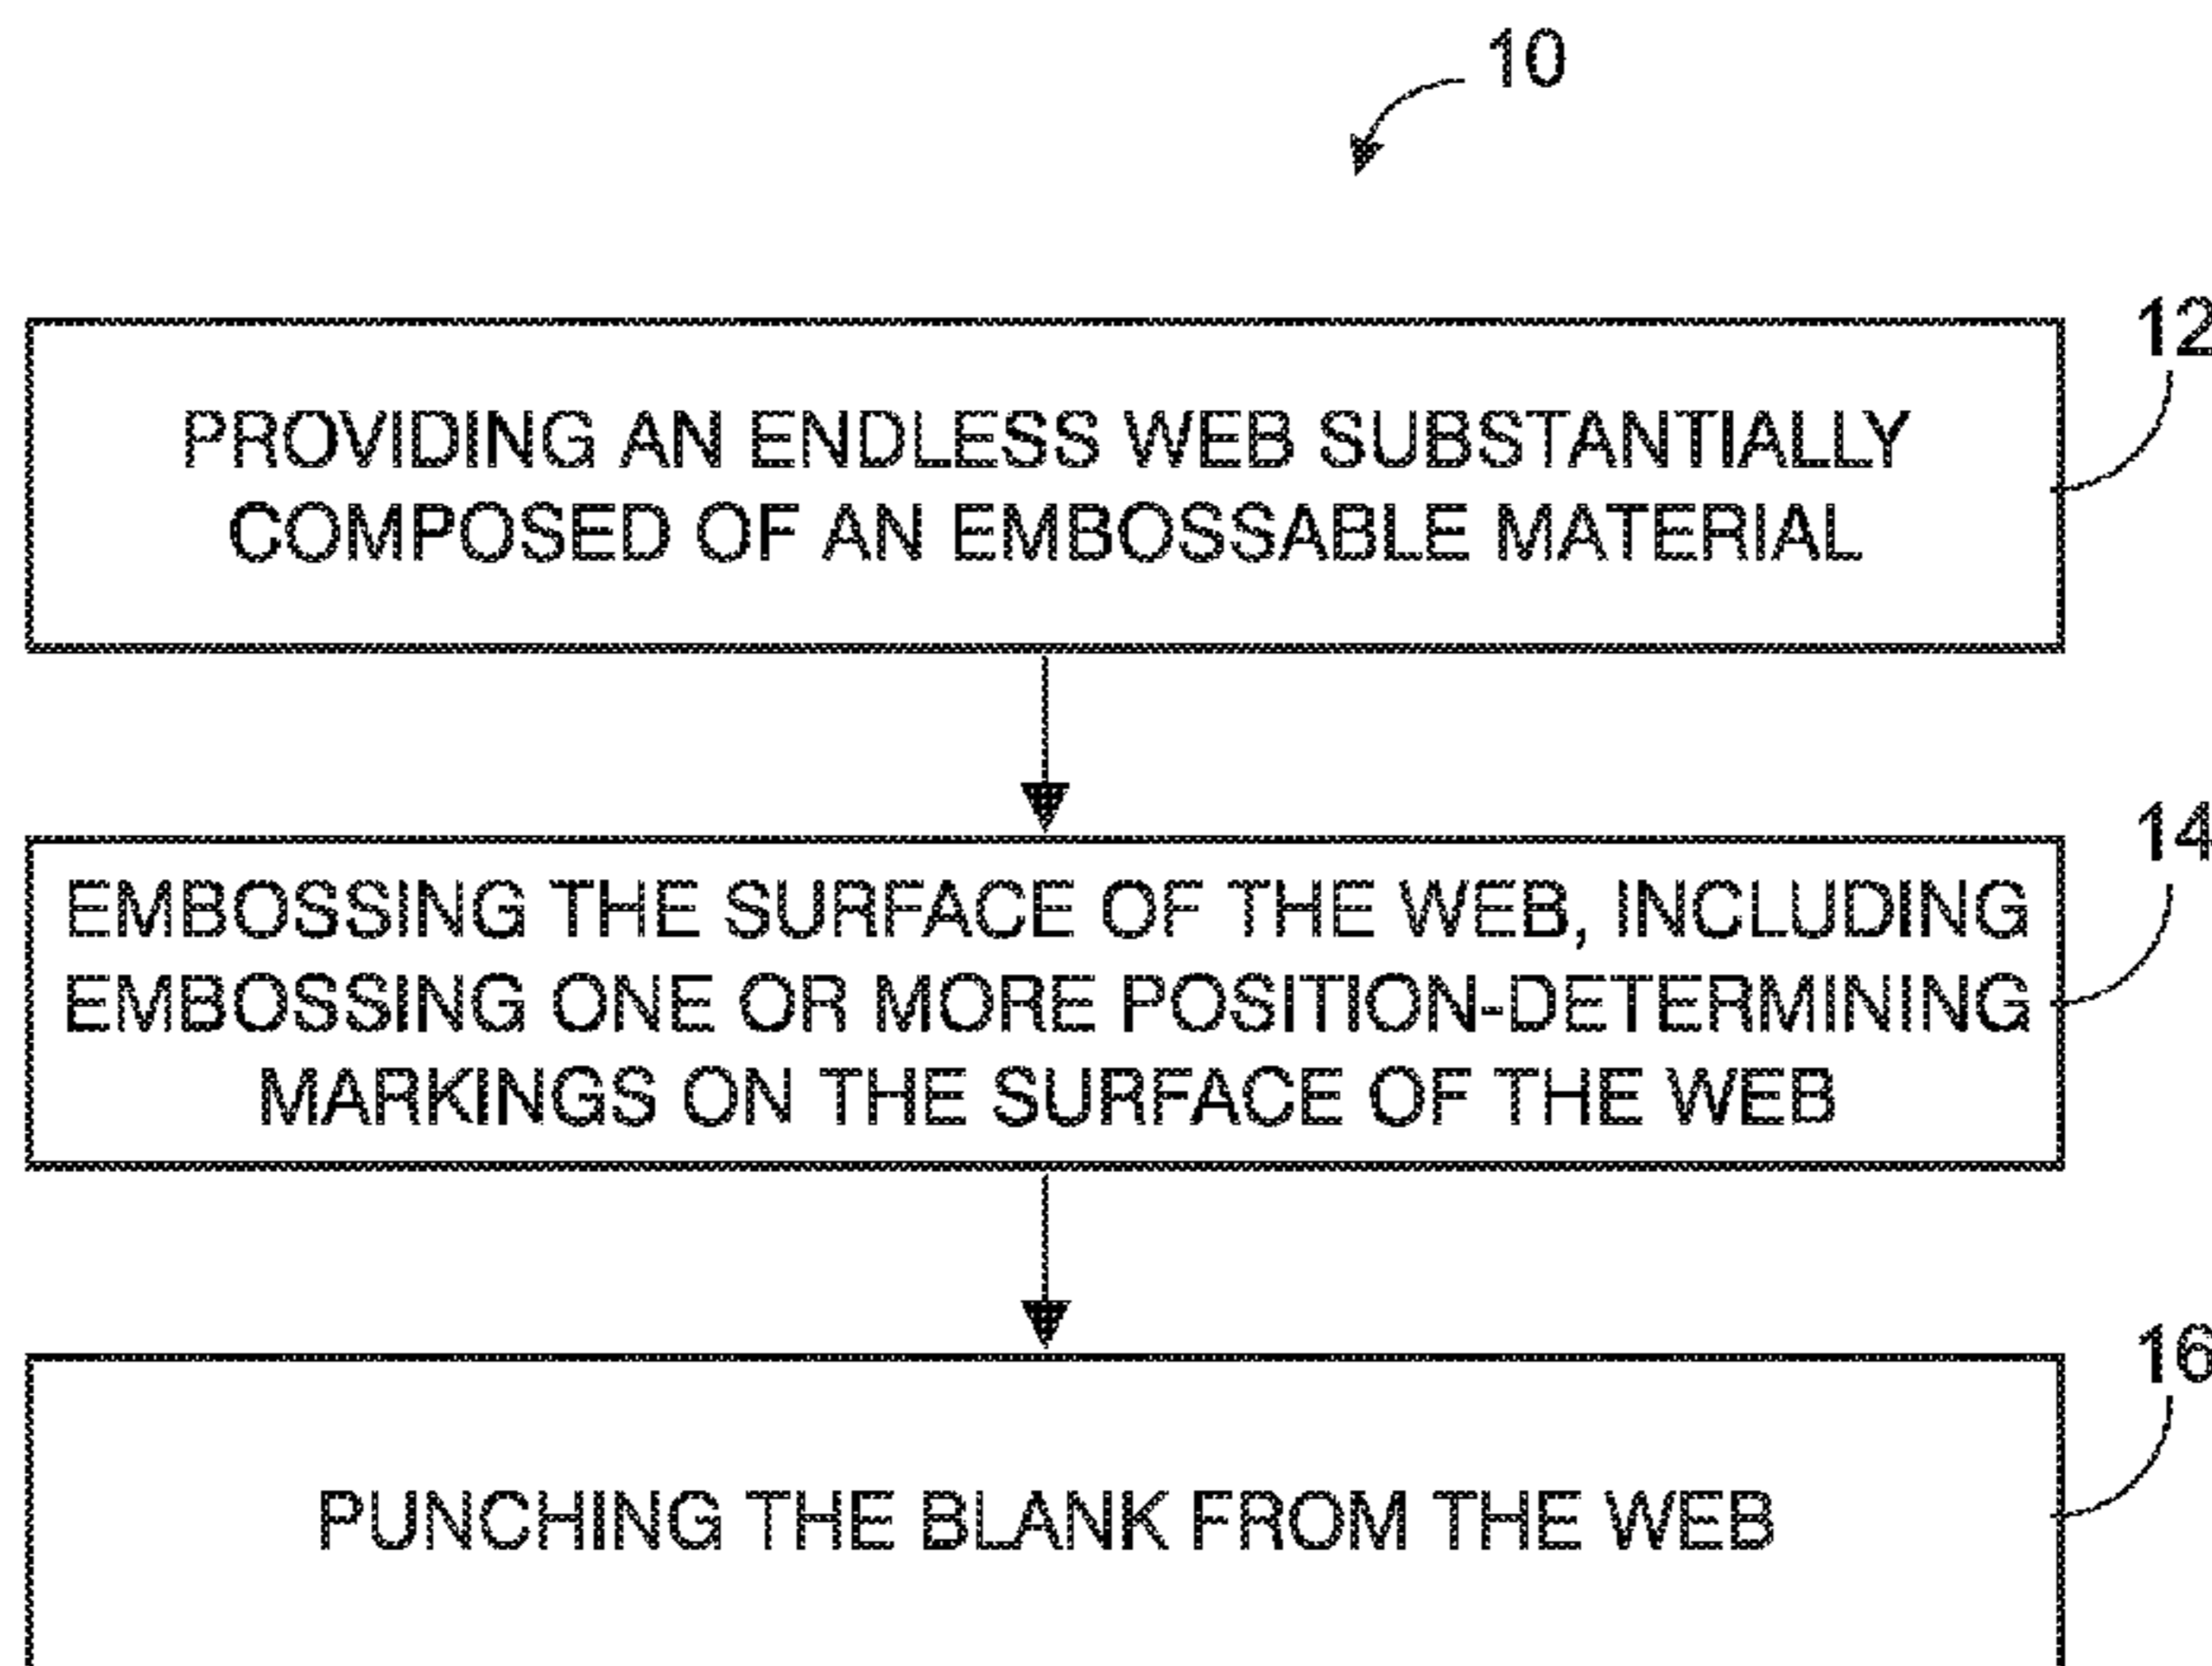 10
12
PROVIDING AN ENDLESS WEB SUBSTANTIALLY
COMPOSED OF AN EMBOSSABLE MATERIAL
14
EMBOSSING THE SURFACE OF THE WEB, INCLUDING
EMBOSSING ONE OR MORE POSITION-DETERMINING
MARKINGS ON THE SURFACE OF THE WEB
16
PUNCHING THE BLANK FROM THE WEB